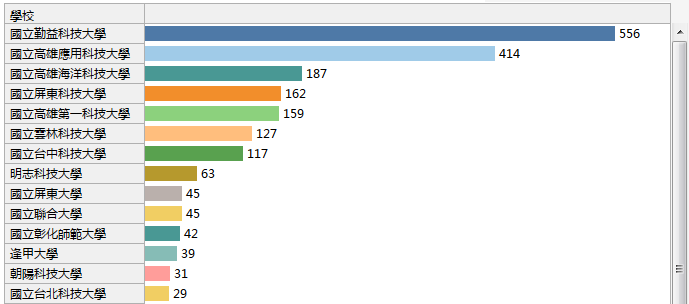 學校
國立勤益科技大學 556
國立高雄應用科技大學 414
國立高雄海洋科技大學 187
國立屏東科技大學 162
國立高雄第一科技大學 159
國立雲林科技大學 127
國立台中科技大學 117
明志科技大學 63
國立屏東大學 45
國立聯合大學 45
國立彰化師範大學 42
逢甲大學 39
朝陽科技大學 31
國立台北科技大學 29